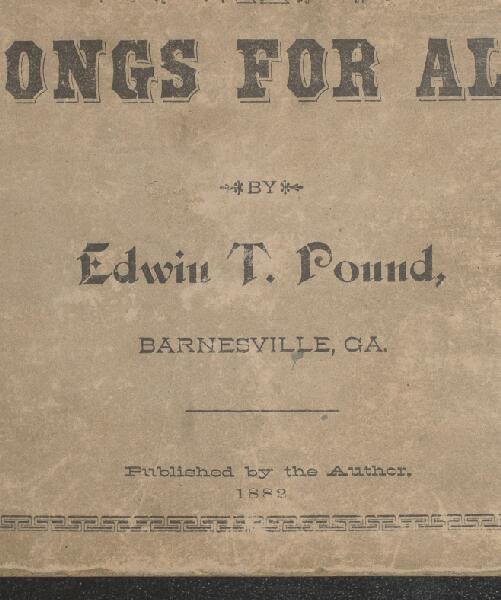 ONGS FOR AL
BY
Edwin T. Pound,
BARNESVILLE, GA.
Published by the Author.
1882